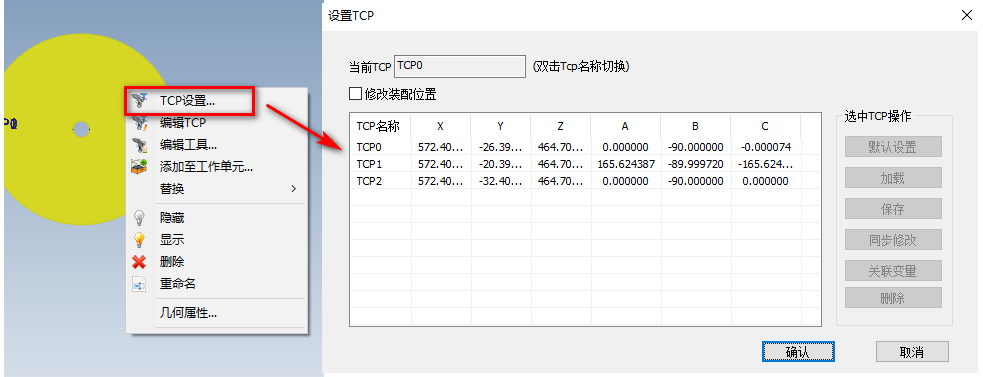 TCP设置...
编辑TCP
编辑工具...
添加至工作单元...
替换
隐藏
显示
删除
重命名
几何属性...
设置TCP
当前TCP TCP0 (双击Tcp名称切换)
修改装配位置
TCP名称 X Y Z A B C
TCP0 572.40... -26.39... 464.70... 0.000000 -90.000000 -0.000074
TCP1 572.40... -20.39... 464.70... 165.624387 -89.999720 -165.624...
TCP2 572.40... -32.40... 464.70... 0.000000 -90.000000 0.000000
选中TCP操作
默认设置
加载
保存
同步修改
关联变量
删除
确认
取消